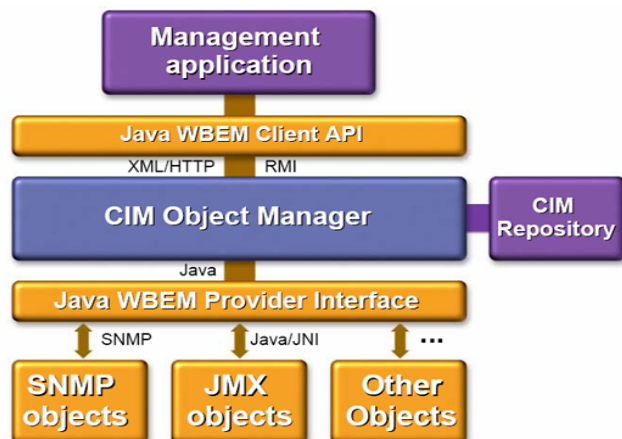 Management
application
Java WBEM Client API
XML/HTTP RMI
CIM Object Manager
CIM
Repository
Java
Java WBEM Provider Interface
SNMP Java/JNI ...
SNMP
objects
JMX
objects
Other
Objects